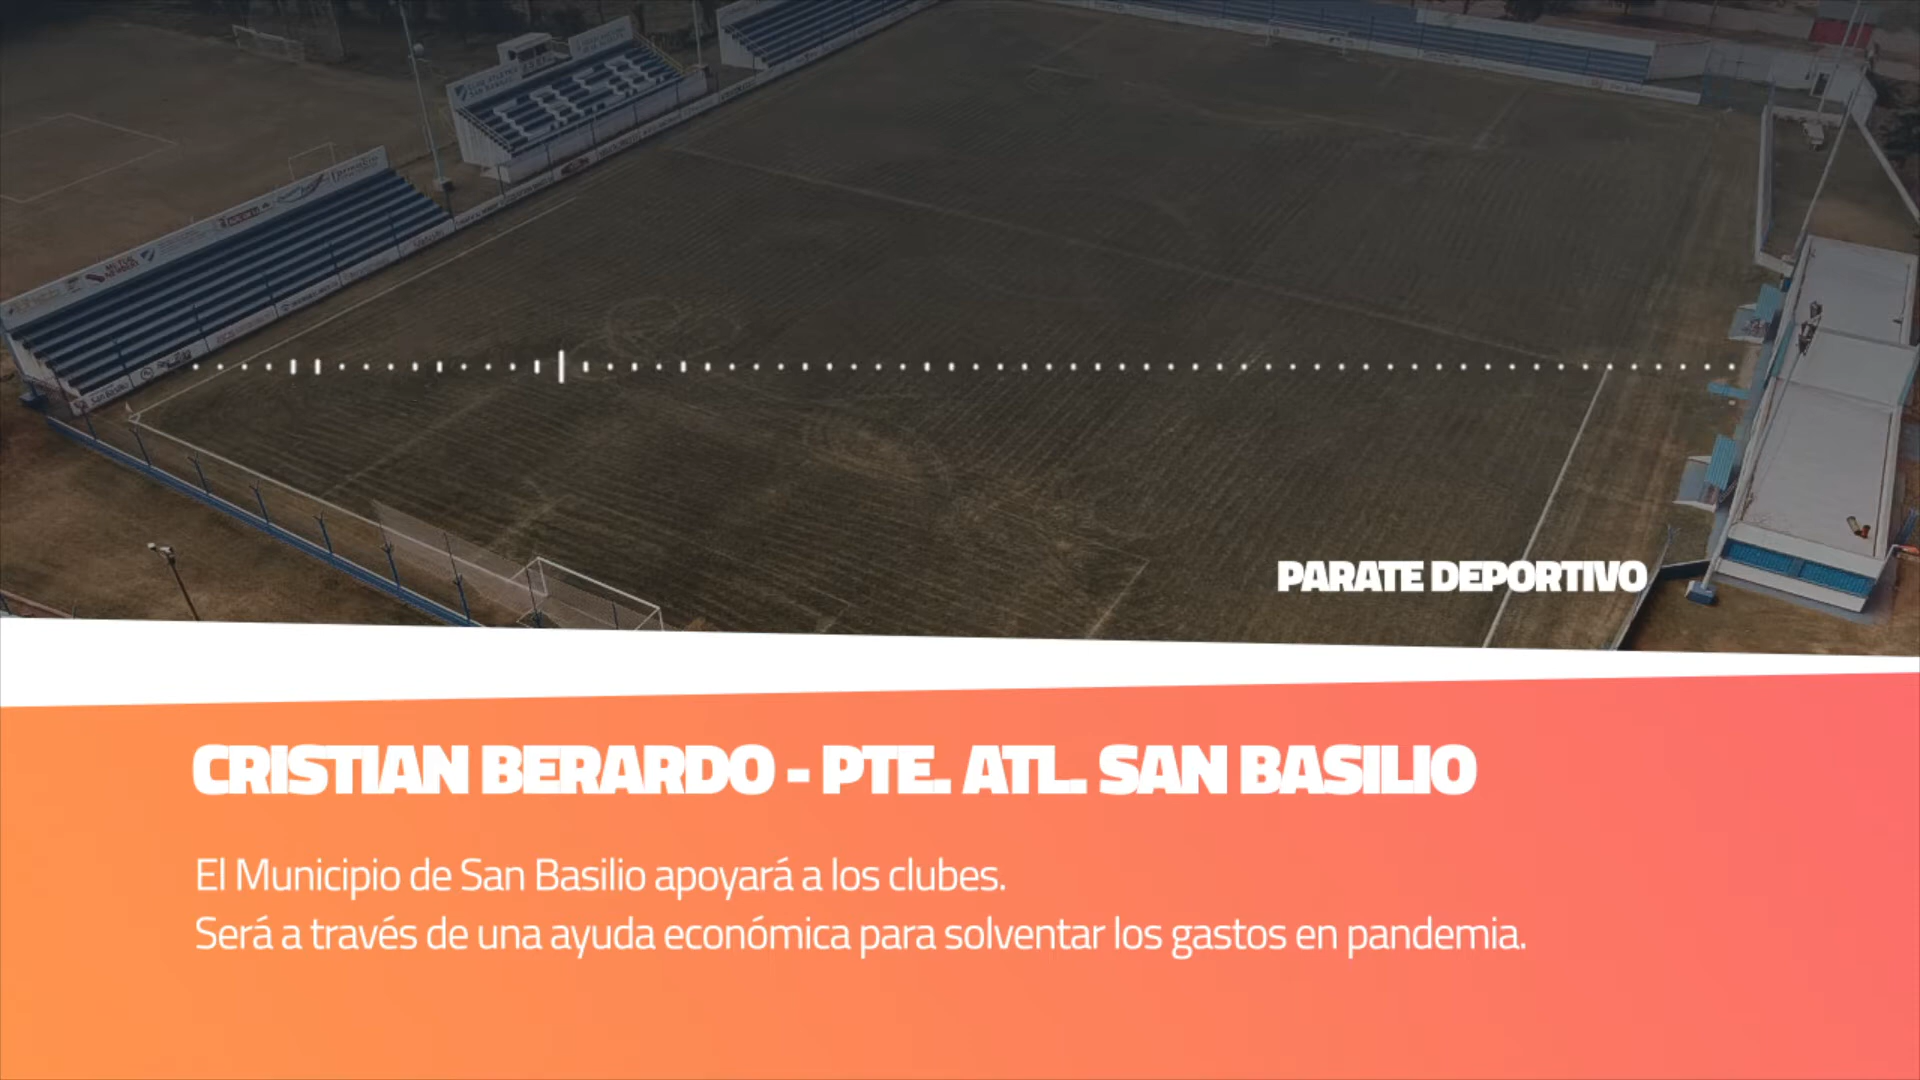 PARATE DEPORTIVO
CRISTIAN BERARDO - PTE. ATL. SAN BASILIO
El Municipio de San Basilio apoyará a los clubes.
Será a través de una ayuda económica para solventar los gastos en pandemia.